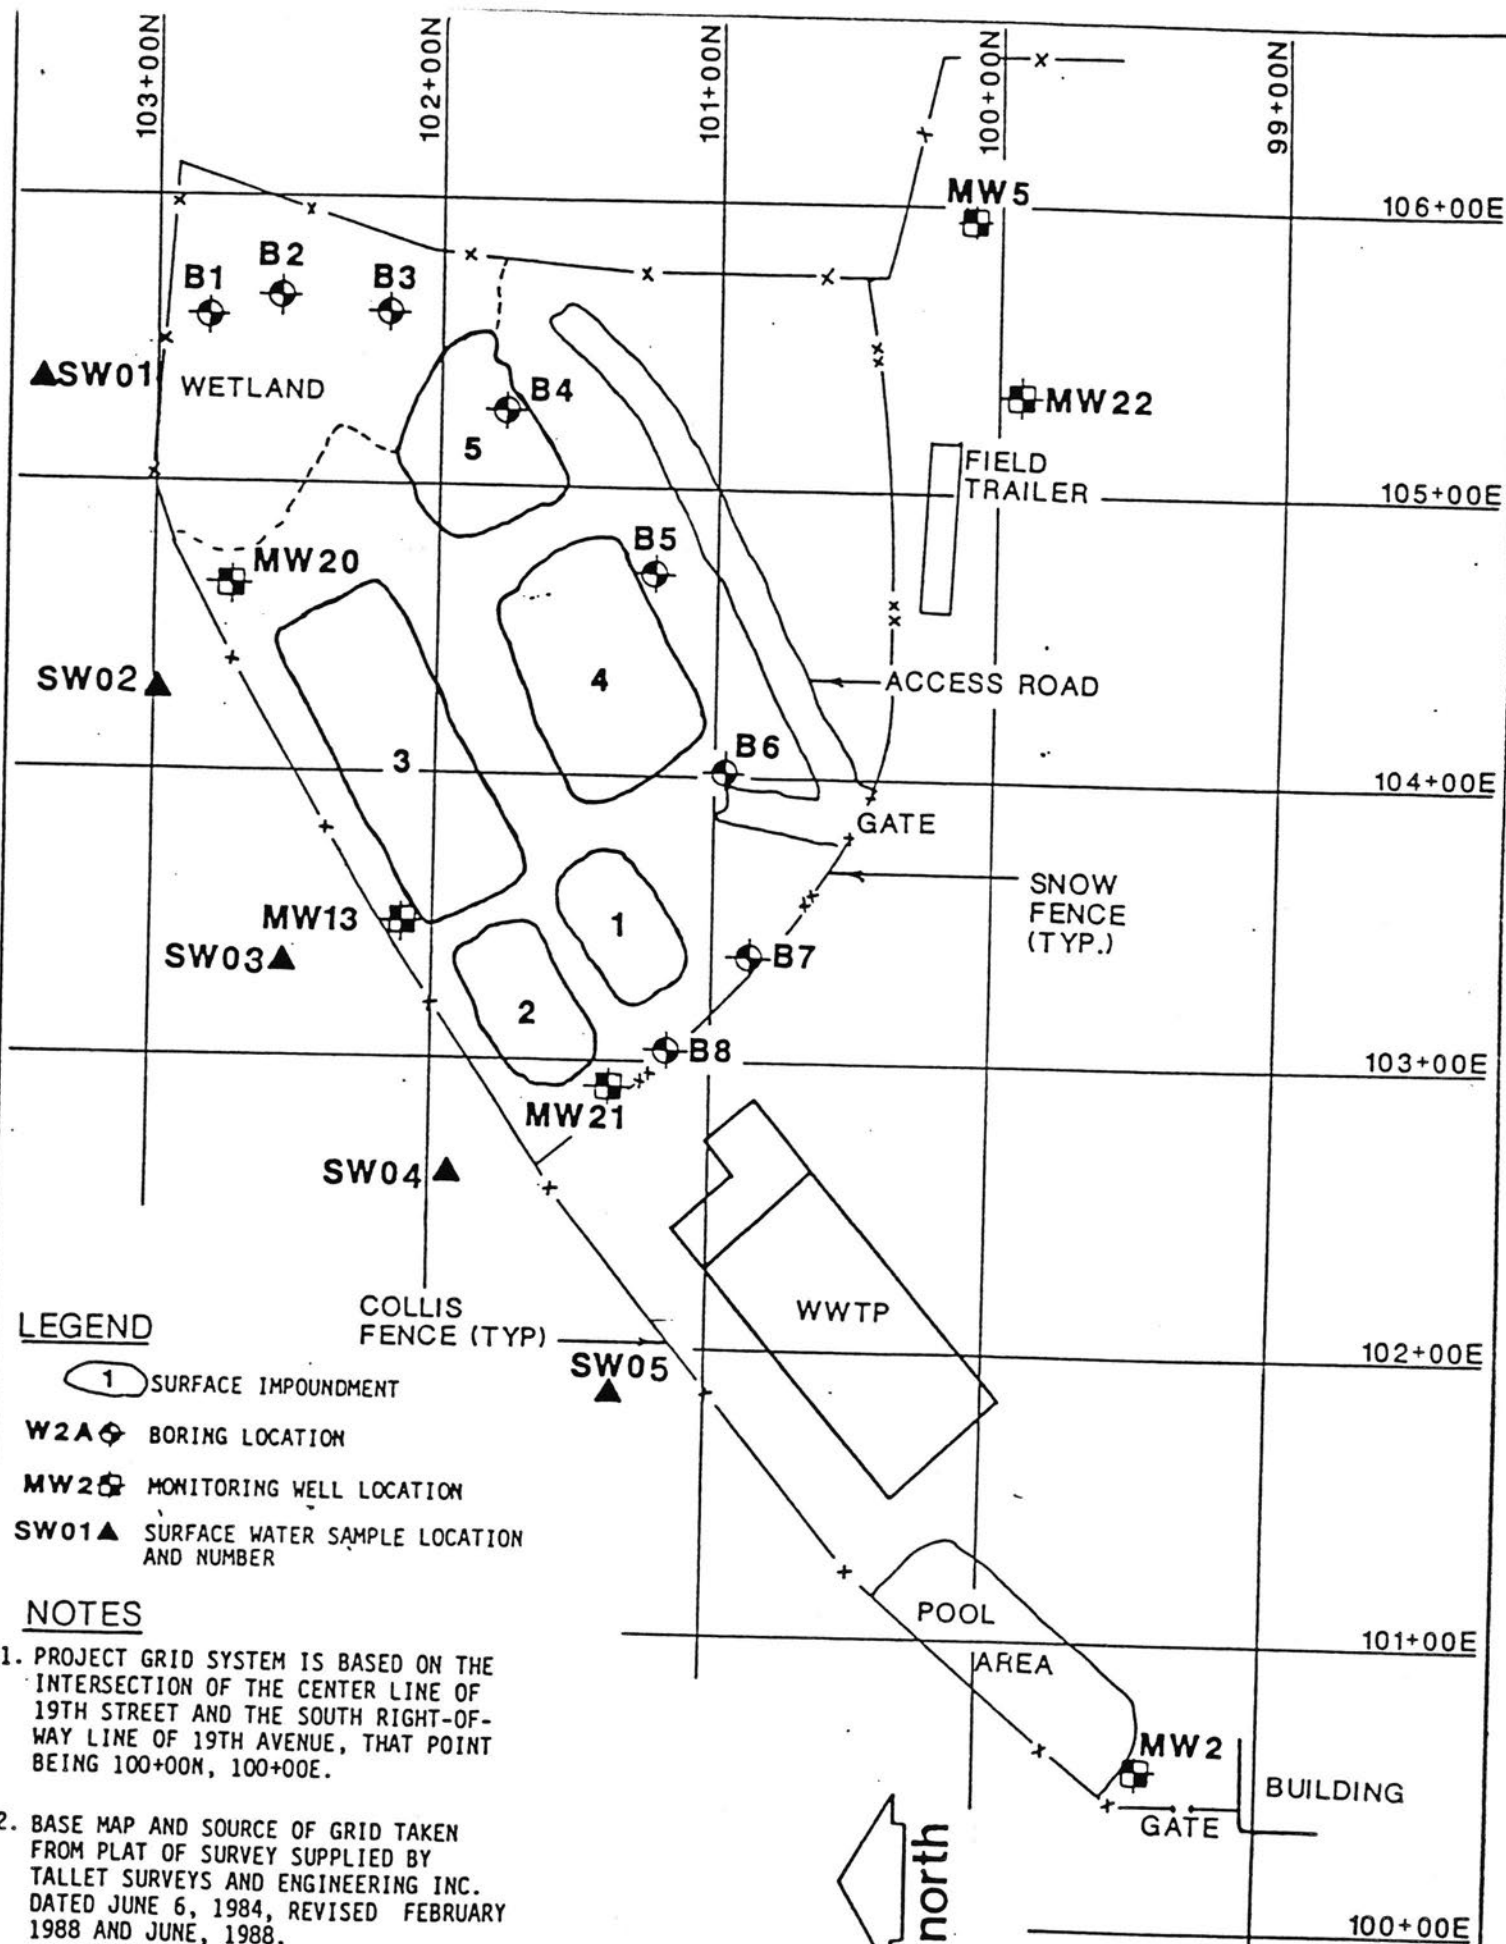 103+00N
102+00N
101+00N
100+00N
99+00N
MW5
106+00E
B1
B2
B3
SW01
WETLAND
B4
MW22
5
FIELD
TRAILER
105+00E
MW20
B5
SW02
4
ACCESS ROAD
3
B6
104+00E
GATE
MW13
1
SNOW
FENCE
(TYP.)
SW03
B7
2
B8
103+00E
MW21
SW04
COLLIS
FENCE (TYP)
WWTP
SW05
102+00E
LEGEND
1 SURFACE IMPOUNDMENT
W2A BORING LOCATION
MW2 MONITORING WELL LOCATION
SW01 SURFACE WATER SAMPLE LOCATION
AND NUMBER
POOL
AREA
101+00E
NOTES
1. PROJECT GRID SYSTEM IS BASED ON THE
INTERSECTION OF THE CENTER LINE OF
19TH STREET AND THE SOUTH RIGHT-OF-
WAY LINE OF 19TH AVENUE, THAT POINT
BEING 100+00N, 100+00E.
MW2
BUILDING
GATE
2. BASE MAP AND SOURCE OF GRID TAKEN
FROM PLAT OF SURVEY SUPPLIED BY
TALLET SURVEYS AND ENGINEERING INC.
DATED JUNE 6, 1984, REVISED FEBRUARY
1988 AND JUNE, 1988.
north
100+00E